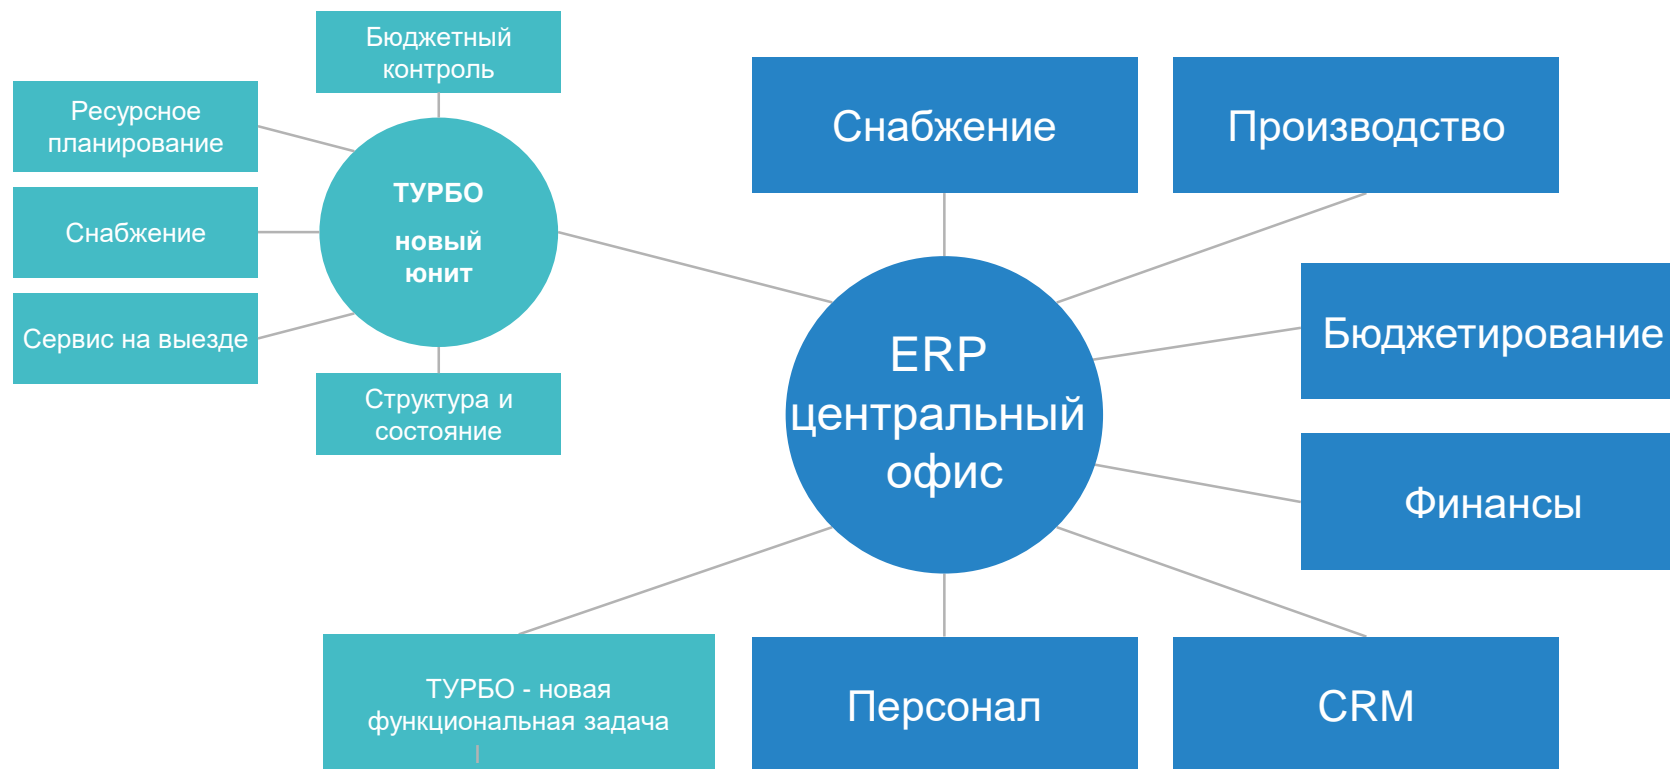 Бюджетный
контроль
Ресурсное
планирование
Снабжение
Сервис на выезде
ТУРБО
новый
юнит
Структура и
состояние
Снабжение
Производство
Бюджетирование
Финансы
ERP
центральный
офис
ТУРБО - новая
функциональная задача
Персонал
CRM